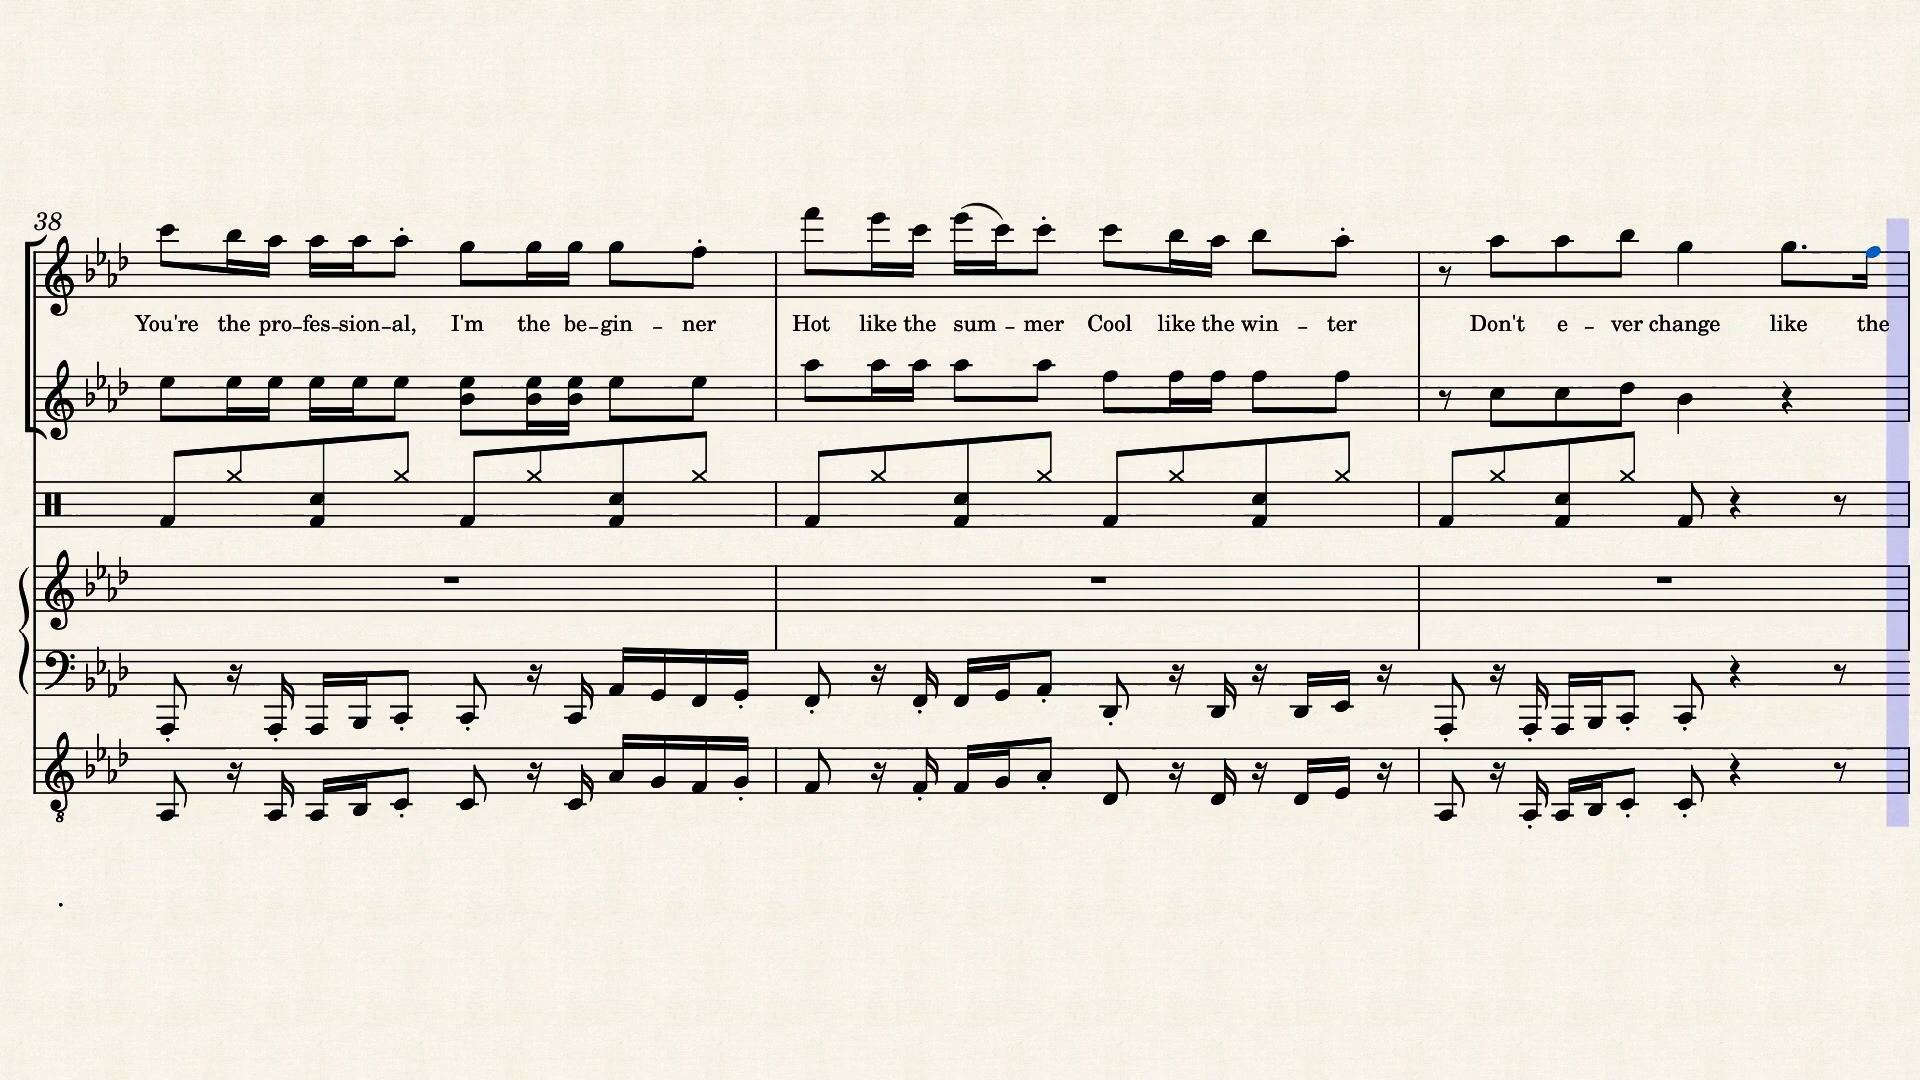 38
You're the pro-fes-sion-al, I'm the be-gin - ner Hot like the sum - mer Cool like the win - ter Don't e - ver change like the